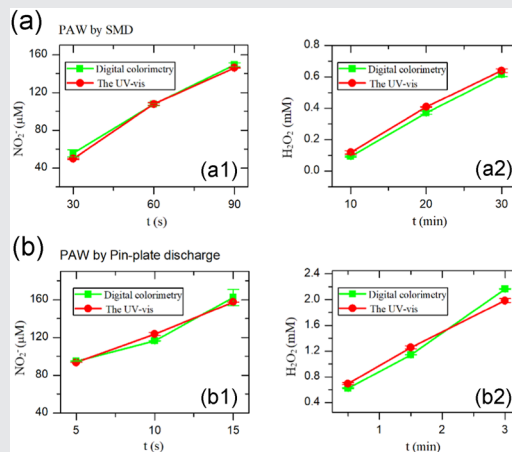 (a) PAW by SMD
160
120
80
40
NO₂⁻(μM)
Digital colorimetry
The UV-vis
(a1)
30 60 90
t (s)
0.8
0.6
0.4
0.2
0.0
H₂O₂ (mM)
Digital colorimetry
The UV-vis
(a2)
10 20 30
t (min)
(b) PAW by Pin-plate discharge
200
160
120
80
40
NO₂⁻(μM)
Digital colorimetry
The UV-vis
(b1)
5 10 15
t (s)
2.4
2.0
1.6
1.2
0.8
0.4
H₂O₂ (mM)
Digital colorimetry
The UV-vis
(b2)
1 2 3
t (min)